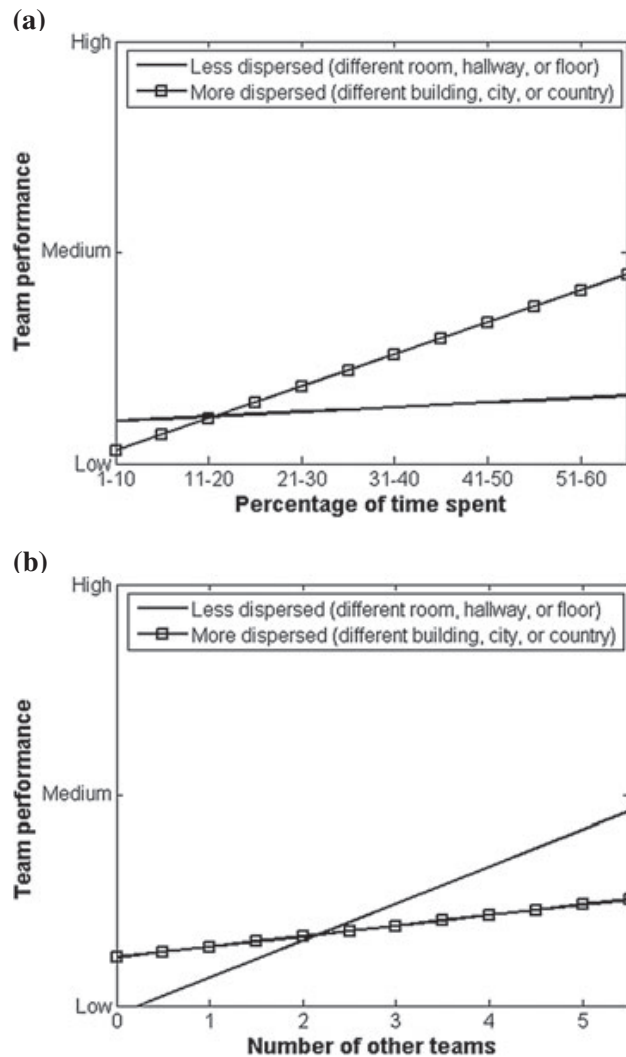 (a)
High
Less dispersed (different room, hallway, or floor)
More dispersed (different building, city, or country)
Medium
Team performance
Low
1-10 11-20 21-30 31-40 41-50 51-60
Percentage of time spent
(b)
High
Less dispersed (different room, hallway, or floor)
More dispersed (different building, city, or country)
Medium
Team performance
Low
0 1 2 3 4 5
Number of other teams